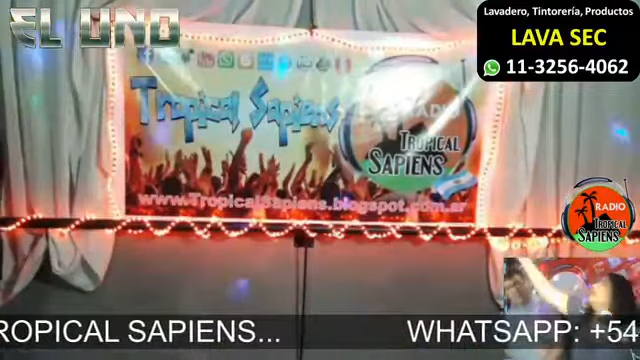 EL UNO
Lavadero, Tintorería, Productos
LAVA SEC
11-3256-4062
Tropical Sapiens
RADIO
TROPICAL
SAPIENS
www.TropicalSapiens.blogspot.com.ar
RADIO
TROPICAL
SAPIENS
ROPICAL SAPIENS... WHATSAPP: +54